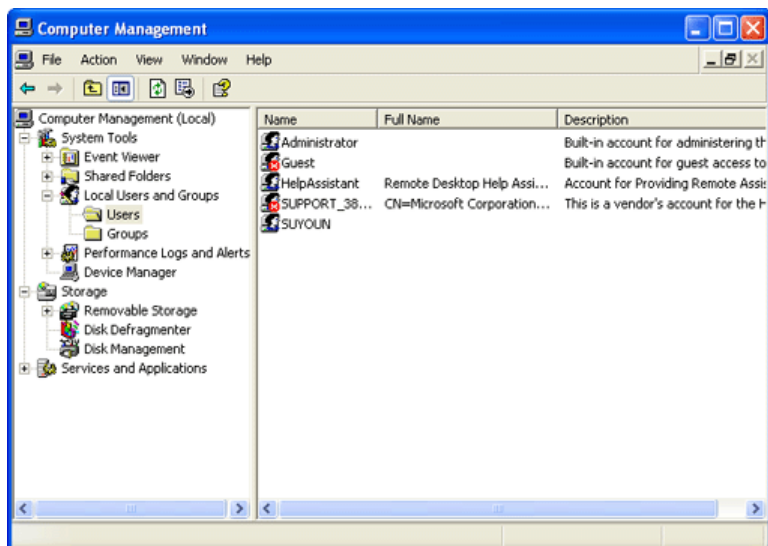 Computer Management
File Action View Window Help
Computer Management (Local)
System Tools
Event Viewer
Shared Folders
Local Users and Groups
Users
Groups
Performance Logs and Alerts
Device Manager
Storage
Removable Storage
Disk Defragmenter
Disk Management
Services and Applications
Name Full Name Description
Administrator Built-in account for administering th
Guest Built-in account for guest access to
HelpAssistant Remote Desktop Help Assi... Account for Providing Remote Assis
SUPPORT_38... CN=Microsoft Corporation... This is a vendor's account for the H
SUYOUN